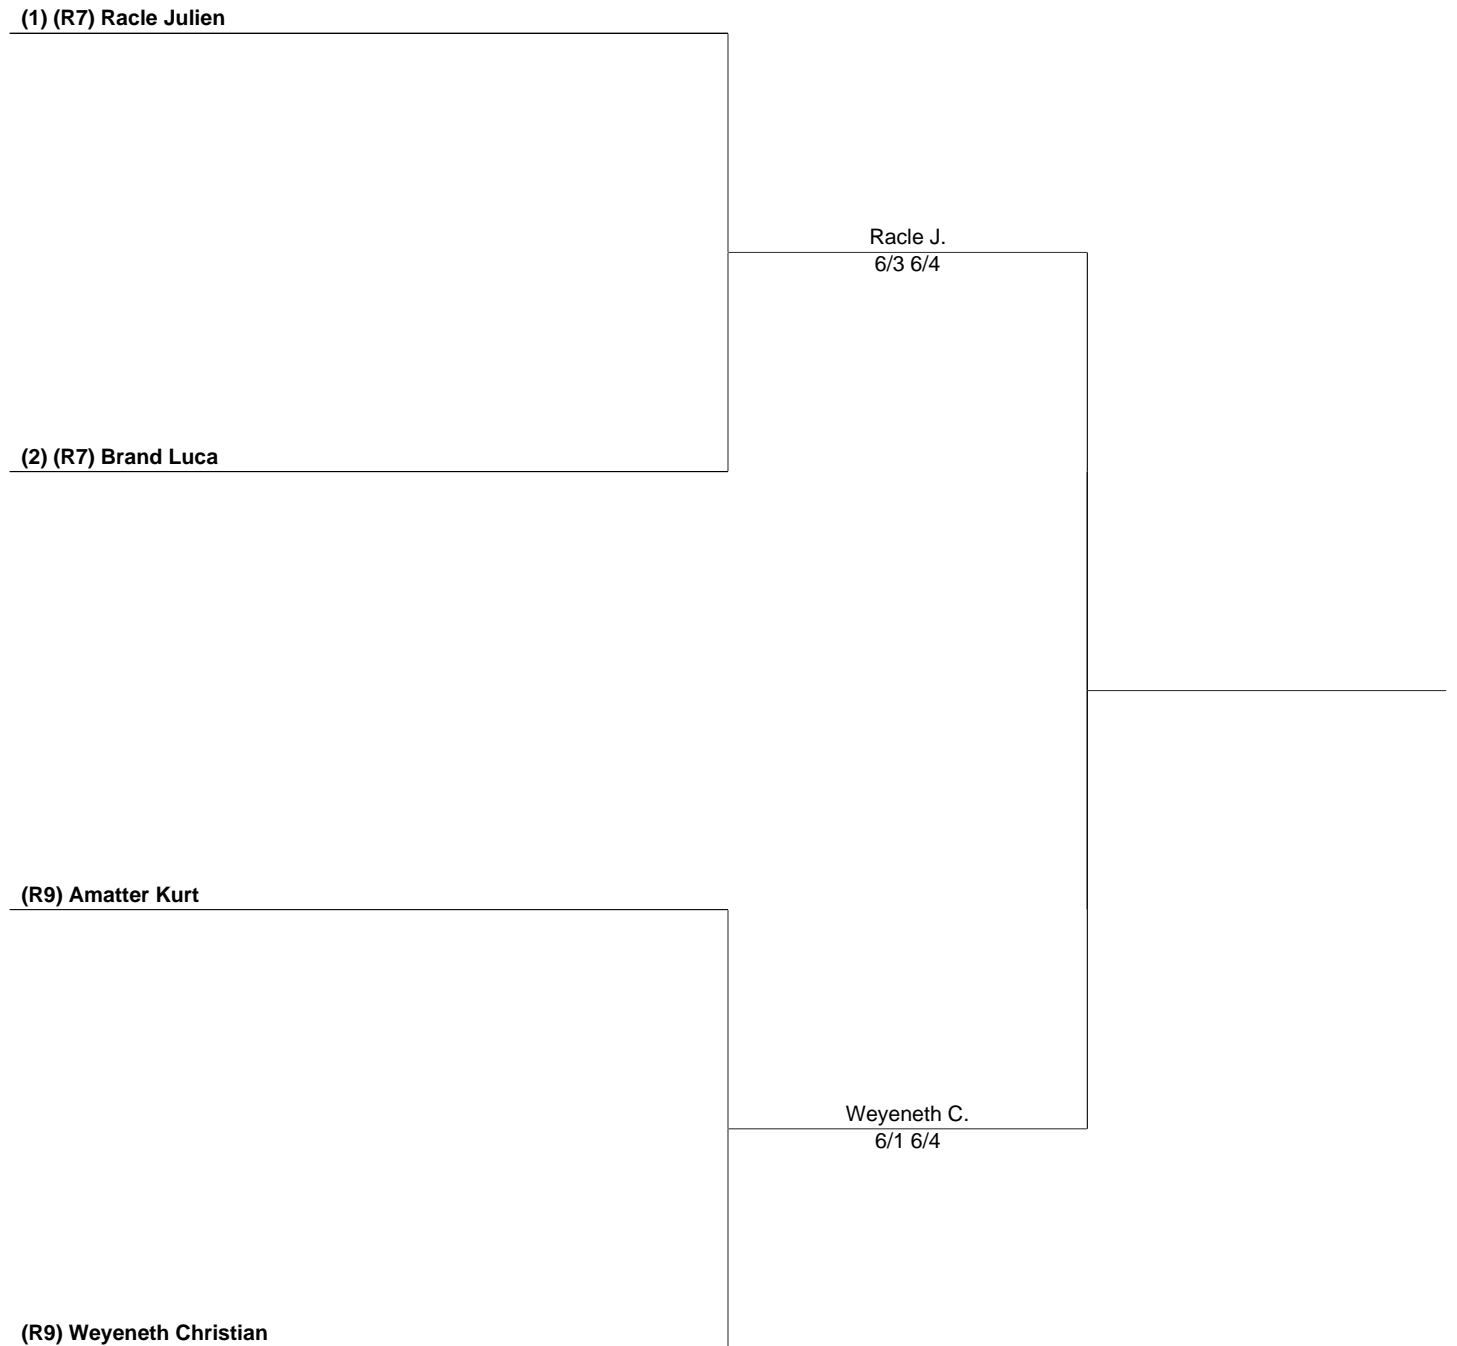 (1) (R7) Racle Julien
Racle J.
6/3 6/4
(2) (R7) Brand Luca
(R9) Amatter Kurt
Weyeneth C.
6/1 6/4
(R9) Weyeneth Christian